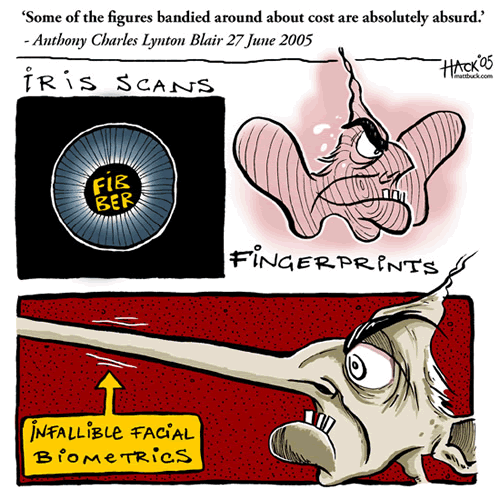 ‘Some of the figures bandied around about cost are absolutely absurd.’
- Anthony Charles Lynton Blair 27 June 2005
HACK'05
mattbuck.com
iRiS SCANS
FiB
BER
FiNGERPRiNTS
iNFALLiBLE FACiAL
BiOMETRiCS